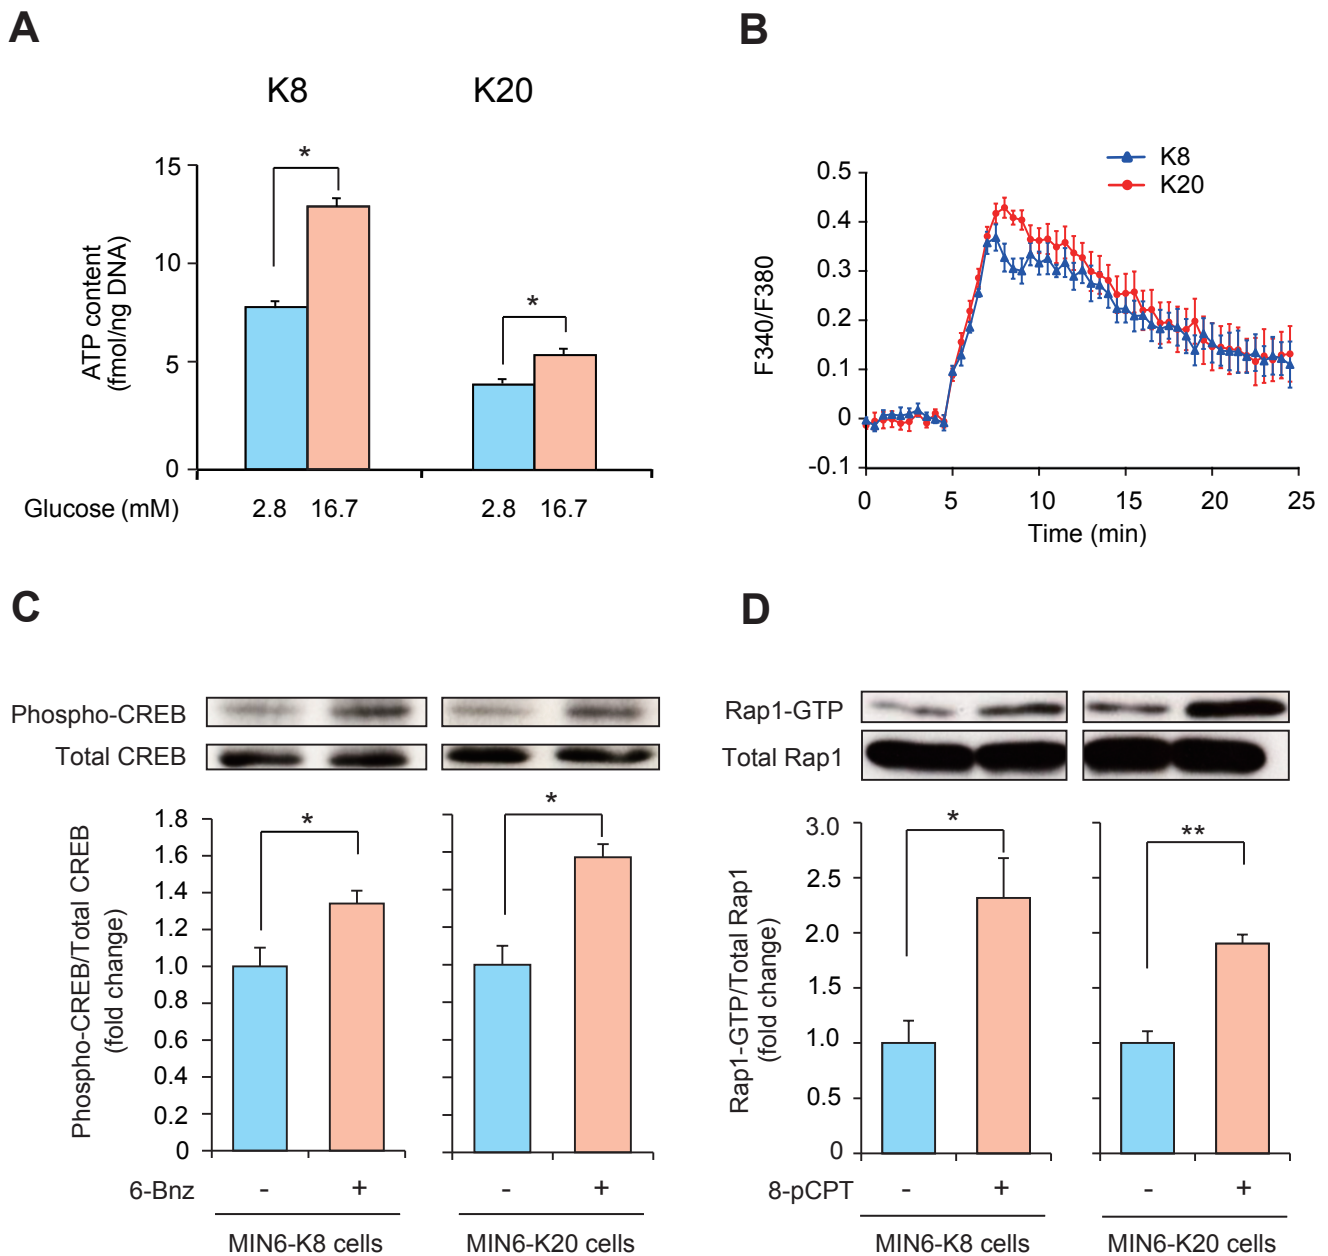 A
K8 K20
ATP content
(fmol/ng DNA)
15
10
5
0
*
*
Glucose (mM) 2.8 16.7 2.8 16.7
B
K8
K20
F340/F380
0.5
0.4
0.3
0.2
0.1
0
-0.1
0 5 10 15 20 25
Time (min)
C
Phospho-CREB
Total CREB
Phospho-CREB/Total CREB
(fold change)
1.8
1.6
1.4
1.2
1.0
0.8
0.6
0.4
0.2
0
*
*
6-Bnz - + - +
MIN6-K8 cells MIN6-K20 cells
D
Rap1-GTP
Total Rap1
Rap1-GTP/Total Rap1
(fold change)
3.0
2.5
2.0
1.5
1.0
0.5
0
*
**
8-pCPT - + - +
MIN6-K8 cells MIN6-K20 cells